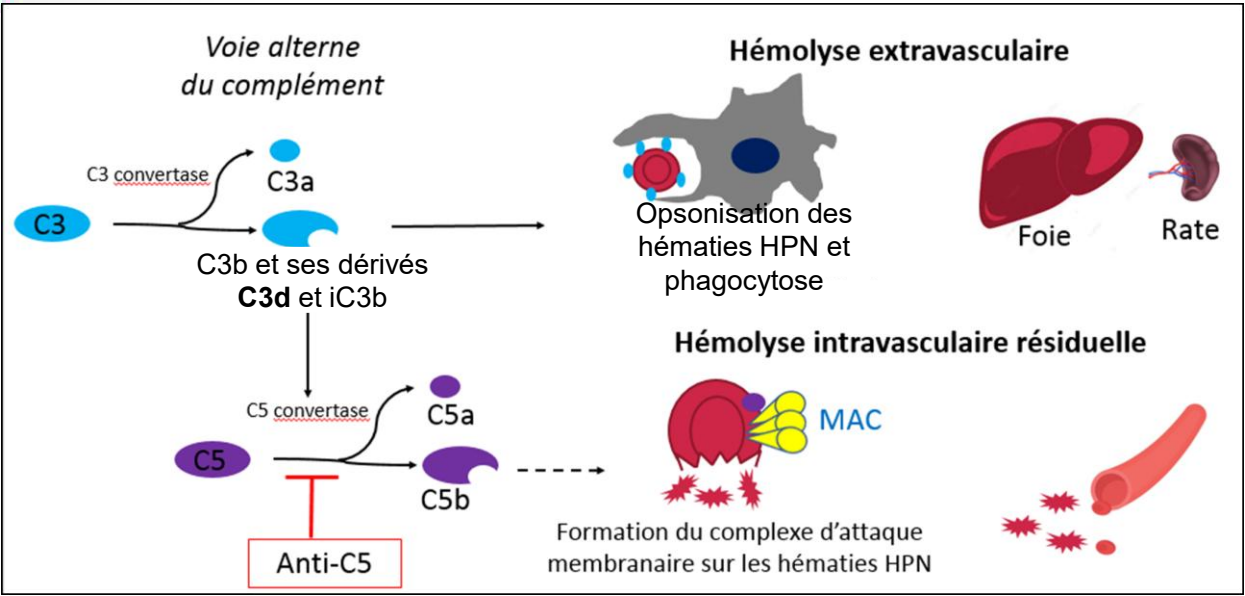 Voie alterne
du complément
Hémolyse extravasculaire
C3 convertase
C3a
C3
C3b et ses dérivés
C3d et iC3b
Opsonisation des
hématies HPN et
phagocytose
Foie
Rate
Hémolyse intravasculaire résiduelle
C5 convertase
C5a
C5
C5b
MAC
Formation du complexe d'attaque
membranaire sur les hématies HPN
Anti-C5